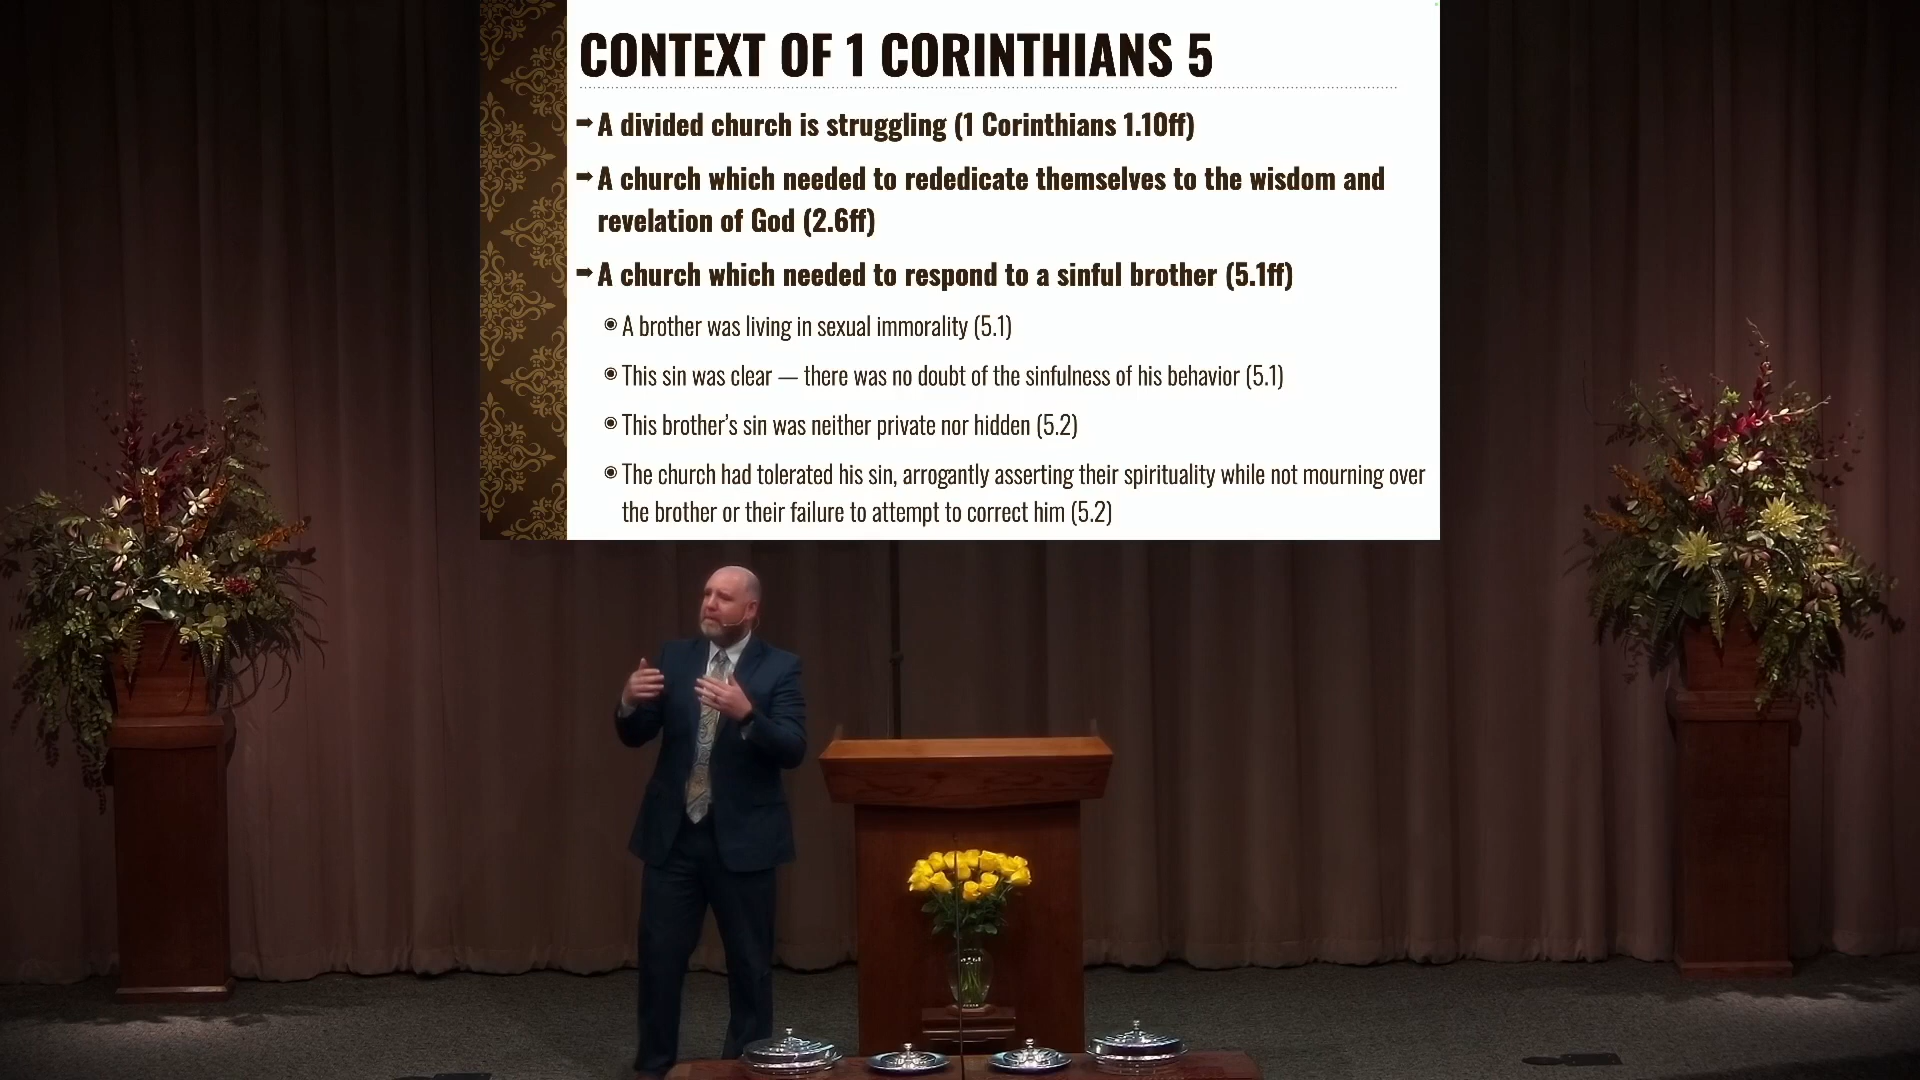 CONTEXT OF 1 CORINTHIANS 5
A divided church is struggling (1 Corinthians 1.10ff)
A church which needed to rededicate themselves to the wisdom and
revelation of God (2.6ff)
A church which needed to respond to a sinful brother (5.1ff)
A brother was living in sexual immorality (5.1)
This sin was clear — there was no doubt of the sinfulness of his behavior (5.1)
This brother’s sin was neither private nor hidden (5.2)
The church had tolerated his sin, arrogantly asserting their spirituality while not mourning over
the brother or their failure to attempt to correct him (5.2)